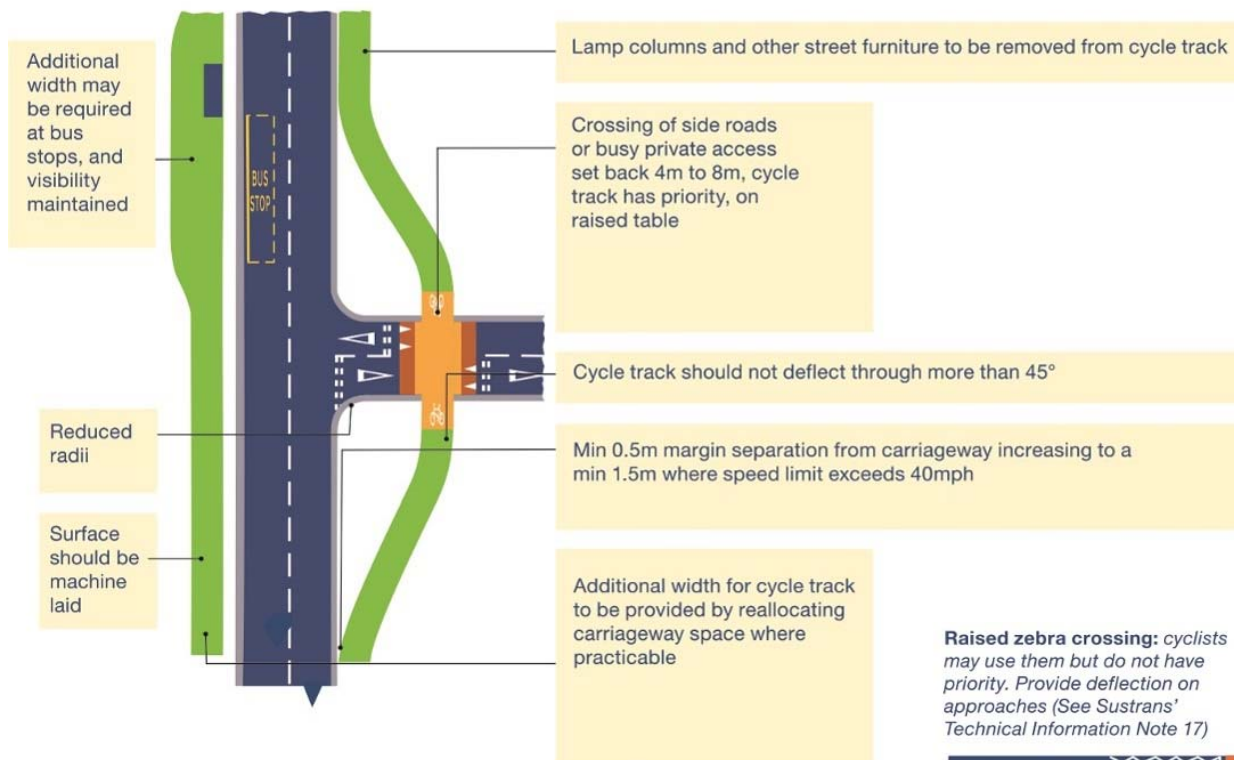 Additional
width may
be required
at bus
stops, and
visibility
maintained
BUS
STOP
Reduced
radii
Surface
should be
machine
laid
Lamp columns and other street furniture to be removed from cycle track
Crossing of side roads
or busy private access
set back 4m to 8m, cycle
track has priority, on
raised table
Cycle track should not deflect through more than 45°
Min 0.5m margin separation from carriageway increasing to a
min 1.5m where speed limit exceeds 40mph
Additional width for cycle track
to be provided by reallocating
carriageway space where
practicable
Raised zebra crossing: cyclists
may use them but do not have
priority. Provide deflection on
approaches (See Sustrans'
Technical Information Note 17)